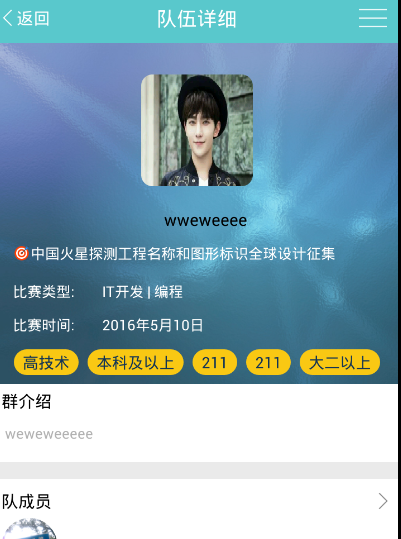 返回
队伍详细
wweweeee
中国火星探测工程名称和图形标识全球设计征集
比赛类型: IT开发 | 编程
比赛时间: 2016年5月10日
高技术 本科及以上 211 211 大二以上
群介绍
weweweeeee
队成员